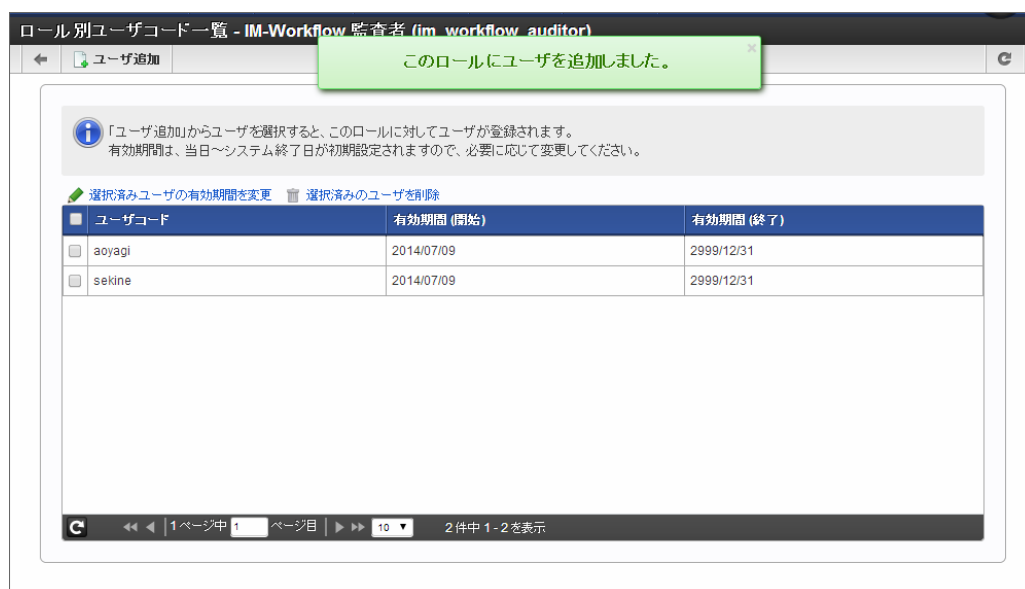 ロール別ユーザコード一覧 - IM-Workflow 監査者 (im_workflow_auditor)
このロールにユーザを追加しました。
×
ユーザ追加
「ユーザ追加」からユーザを選択すると、このロールに対してユーザが登録されます。
有効期間は、当日～システム終了日が初期設定されますので、必要に応じて変更してください。
選択済みユーザの有効期間を変更 選択済みのユーザを削除
ユーザコード 有効期間 (開始) 有効期間 (終了)
aoyagi 2014/07/09 2999/12/31
sekine 2014/07/09 2999/12/31
1 ページ中 1 ページ目 10 2 件中 1 - 2 を表示